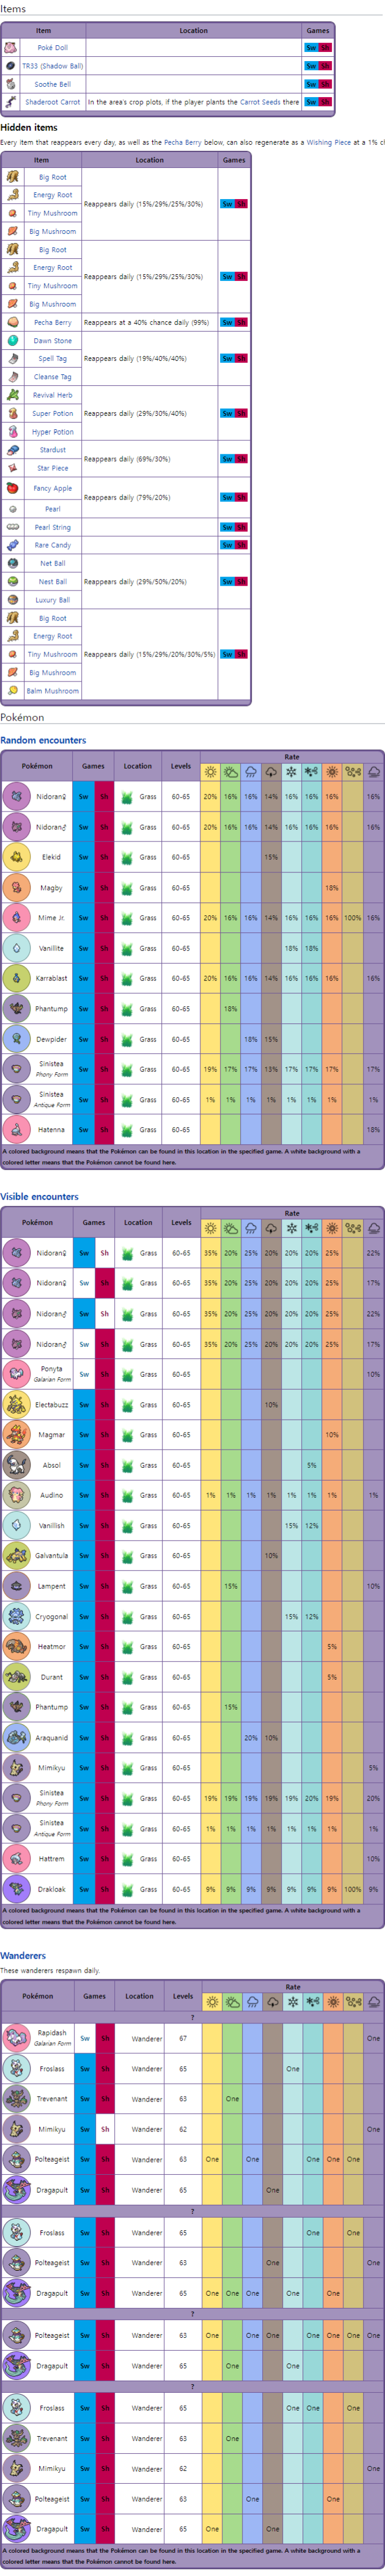 Items
Item Location Games
Poké Doll Sw Sh
TR33 (Shadow Ball) Sw Sh
Soothe Bell Sw Sh
Shaderoot Carrot In the area's crop plots, if the player plants the Carrot Seeds there Sw Sh
Hidden items
Every item that reappears every day, as well as the Pecha Berry below, can also regenerate as a Wishing Piece at a 1% cl
Item Location Games
Big Root
Energy Root
Reappears daily (15%/29%/25%/30%) Sw Sh
Tiny Mushroom
Big Mushroom
Big Root
Energy Root
Reappears daily (15%/29%/25%/30%) Sw Sh
Tiny Mushroom
Big Mushroom
Pecha Berry Reappears at a 40% chance daily (99%) Sw Sh
Dawn Stone
Spell Tag Reappears daily (19%/40%/40%) Sw Sh
Cleanse Tag
Revival Herb
Super Potion Reappears daily (29%/30%/40%) Sw Sh
Hyper Potion
Stardust
Reappears daily (69%/30%) Sw Sh
Star Piece
Fancy Apple
Reappears daily (79%/20%) Sw Sh
Pearl
Pearl String Sw Sh
Rare Candy Sw Sh
Net Ball
Nest Ball Reappears daily (29%/50%/20%) Sw Sh
Luxury Ball
Big Root
Energy Root
Tiny Mushroom Reappears daily (15%/29%/20%/30%/5%) Sw Sh
Big Mushroom
Balm Mushroom
Pokémon
Random encounters
Pokémon Games Location Levels Rate
Nidoran♀ Sw Sh Grass 60-65 20% 16% 16% 14% 16% 16% 16% 16%
Nidoran♂ Sw Sh Grass 60-65 20% 16% 16% 14% 16% 16% 16% 16%
Elekid Sw Sh Grass 60-65 15%
Magby Sw Sh Grass 60-65 18%
Mime Jr. Sw Sh Grass 60-65 20% 16% 16% 14% 16% 16% 16% 100% 16%
Vanillite Sw Sh Grass 60-65 18% 18%
Karrablast Sw Sh Grass 60-65 20% 16% 16% 14% 16% 16% 16% 16%
Phantump Sw Sh Grass 60-65 18%
Dewpider Sw Sh Grass 60-65 18% 15%
Sinistea
Phony Form Sw Sh Grass 60-65 19% 17% 17% 13% 17% 17% 17% 17%
Sinistea
Antique Form Sw Sh Grass 60-65 1% 1% 1% 1% 1% 1% 1% 1%
Hatenna Sw Sh Grass 60-65 18%
A colored background means that the Pokémon can be found in this location in the specified game. A white background with a
colored letter means that the Pokémon cannot be found here.
Visible encounters
Pokémon Games Location Levels Rate
Nidoran♀ Sw Sh Grass 60-65 35% 20% 25% 20% 20% 20% 25% 22%
Nidoran♀ Sw Sh Grass 60-65 35% 20% 25% 20% 20% 20% 25% 17%
Nidoran♂ Sw Sh Grass 60-65 35% 20% 25% 20% 20% 20% 25% 22%
Nidoran♂ Sw Sh Grass 60-65 35% 20% 25% 20% 20% 20% 25% 17%
Ponyta
Galarian Form Sw Sh Grass 60-65 10%
Electabuzz Sw Sh Grass 60-65 10%
Magmar Sw Sh Grass 60-65 10%
Absol Sw Sh Grass 60-65 5%
Audino Sw Sh Grass 60-65 1% 1% 1% 1% 1% 1% 1% 1%
Vanillish Sw Sh Grass 60-65 15% 12%
Galvantula Sw Sh Grass 60-65 10%
Lampent Sw Sh Grass 60-65 15% 10%
Cryogonal Sw Sh Grass 60-65 15% 12%
Heatmor Sw Sh Grass 60-65 5%
Durant Sw Sh Grass 60-65 5%
Phantump Sw Sh Grass 60-65 15%
Araquanid Sw Sh Grass 60-65 20% 10%
Mimikyu Sw Sh Grass 60-65 5%
Sinistea
Phony Form Sw Sh Grass 60-65 19% 19% 19% 19% 19% 20% 19% 20%
Sinistea
Antique Form Sw Sh Grass 60-65 1% 1% 1% 1% 1% 1% 1% 1%
Hattrem Sw Sh Grass 60-65 10%
Drakloak Sw Sh Grass 60-65 9% 9% 9% 9% 9% 9% 9% 100% 9%
A colored background means that the Pokémon can be found in this location in the specified game. A white background with a
colored letter means that the Pokémon cannot be found here.
Wanderers
These wanderers respawn daily.
Pokémon Games Location Levels Rate
?
Rapidash
Galarian Form Sw Sh Wanderer 67 One
Froslass Sw Sh Wanderer 65 One
Trevenant Sw Sh Wanderer 63 One
Mimikyu Sw Sh Wanderer 62 One
Polteageist Sw Sh Wanderer 63 One One One One One
Dragapult Sw Sh Wanderer 65 One
?
Froslass Sw Sh Wanderer 65 One One
Polteageist Sw Sh Wanderer 63 One One
Dragapult Sw Sh Wanderer 65 One One One One One
?
Polteageist Sw Sh Wanderer 63 One One One One One One One
Dragapult Sw Sh Wanderer 65 One One
?
Froslass Sw Sh Wanderer 65 One One One
Trevenant Sw Sh Wanderer 63 One
Mimikyu Sw Sh Wanderer 62 One
Polteageist Sw Sh Wanderer 63 One One
Dragapult Sw Sh Wanderer 65 One One
A colored background means that the Pokémon can be found in this location in the specified game. A white background with a
colored letter means that the Pokémon cannot be found here.